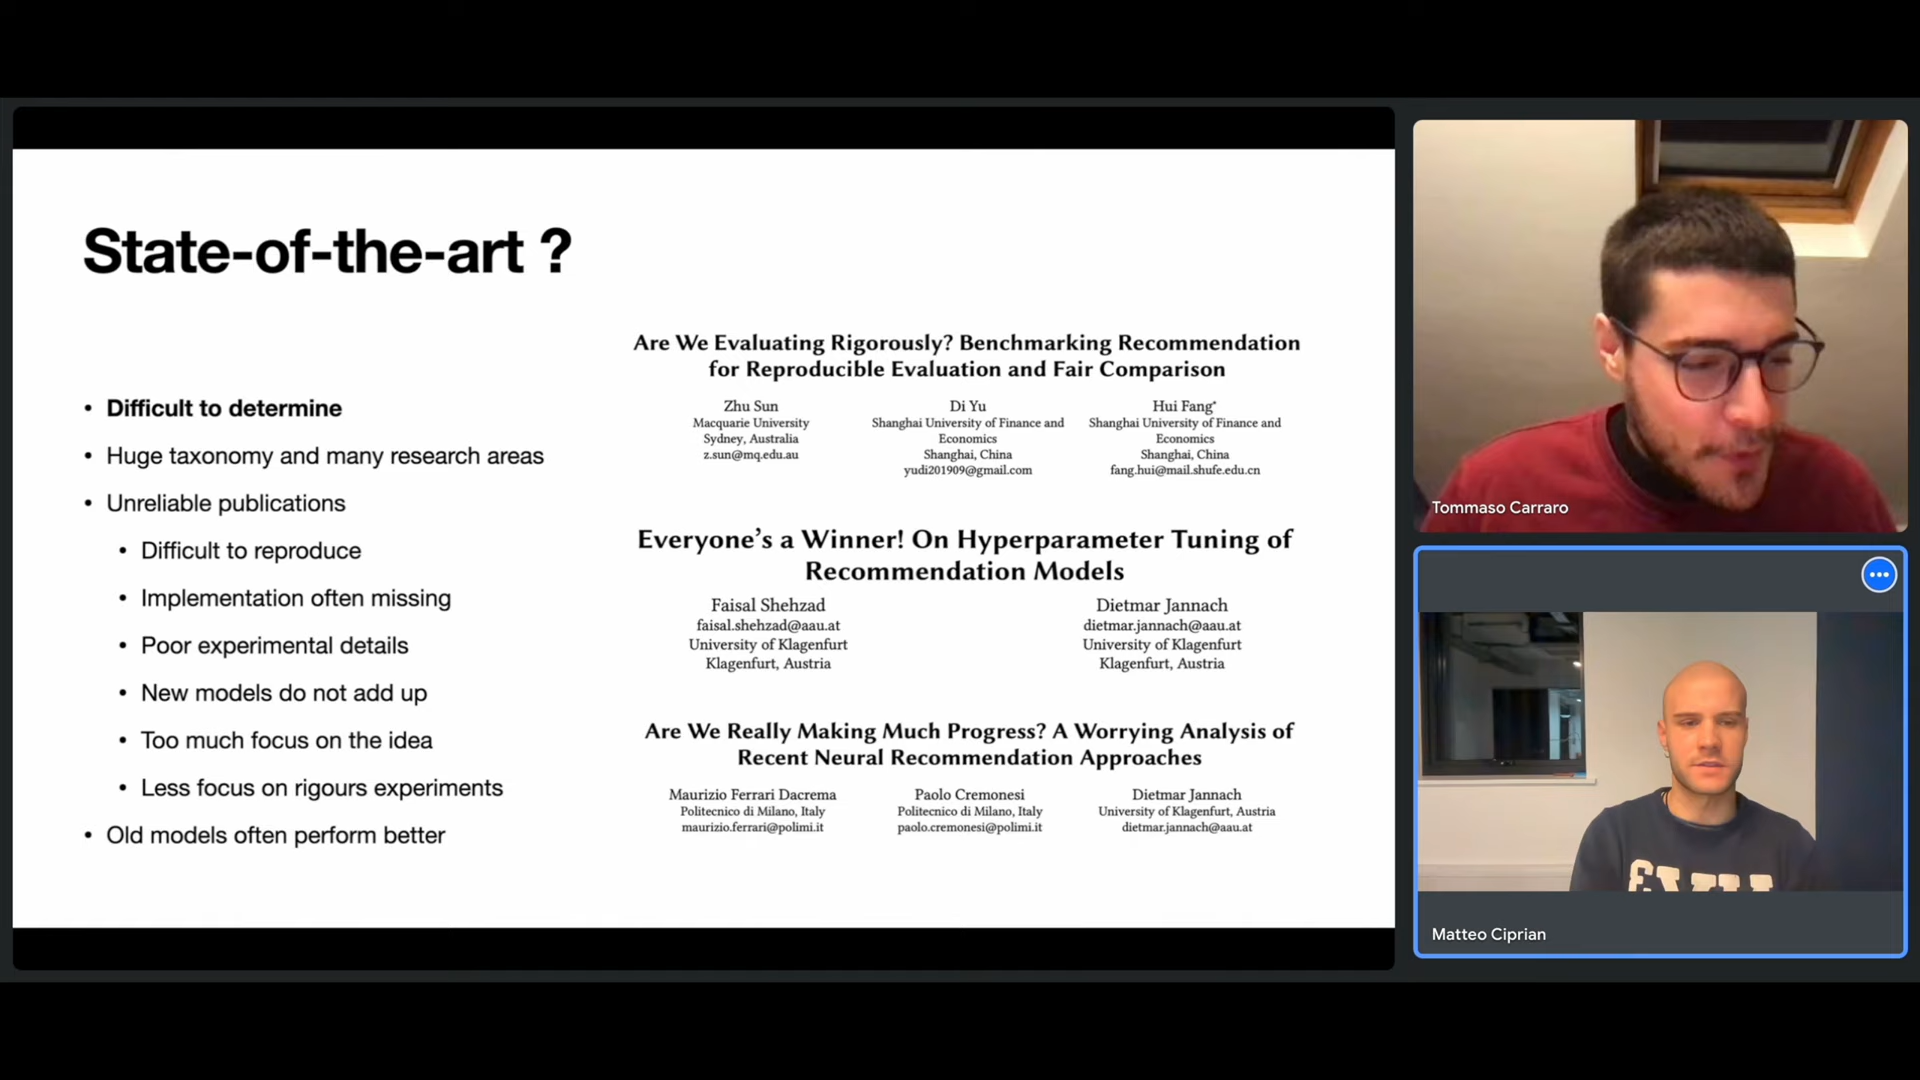 State-of-the-art ?
• Difficult to determine
• Huge taxonomy and many research areas
• Unreliable publications
• Difficult to reproduce
• Implementation often missing
• Poor experimental details
• New models do not add up
• Too much focus on the idea
• Less focus on rigours experiments
• Old models often perform better
Are We Evaluating Rigorously? Benchmarking Recommendation
for Reproducible Evaluation and Fair Comparison
Zhu Sun
Macquarie University
Sydney, Australia
z.sun@mq.edu.au
Di Yu
Shanghai University of Finance and
Economics
Shanghai, China
yudi201909@gmail.com
Hui Fang*
Shanghai University of Finance and
Economics
Shanghai, China
fang.hui@mail.shufe.edu.cn
Everyone's a Winner! On Hyperparameter Tuning of
Recommendation Models
Faisal Shehzad
faisal.shehzad@aau.at
University of Klagenfurt
Klagenfurt, Austria
Dietmar Jannach
dietmar.jannach@aau.at
University of Klagenfurt
Klagenfurt, Austria
Are We Really Making Much Progress? A Worrying Analysis of
Recent Neural Recommendation Approaches
Maurizio Ferrari Dacrema
Politecnico di Milano, Italy
maurizio.ferrari@polimi.it
Paolo Cremonesi
Politecnico di Milano, Italy
paolo.cremonesi@polimi.it
Dietmar Jannach
University of Klagenfurt, Austria
dietmar.jannach@aau.at
Tommaso Carraro
Matteo Ciprian